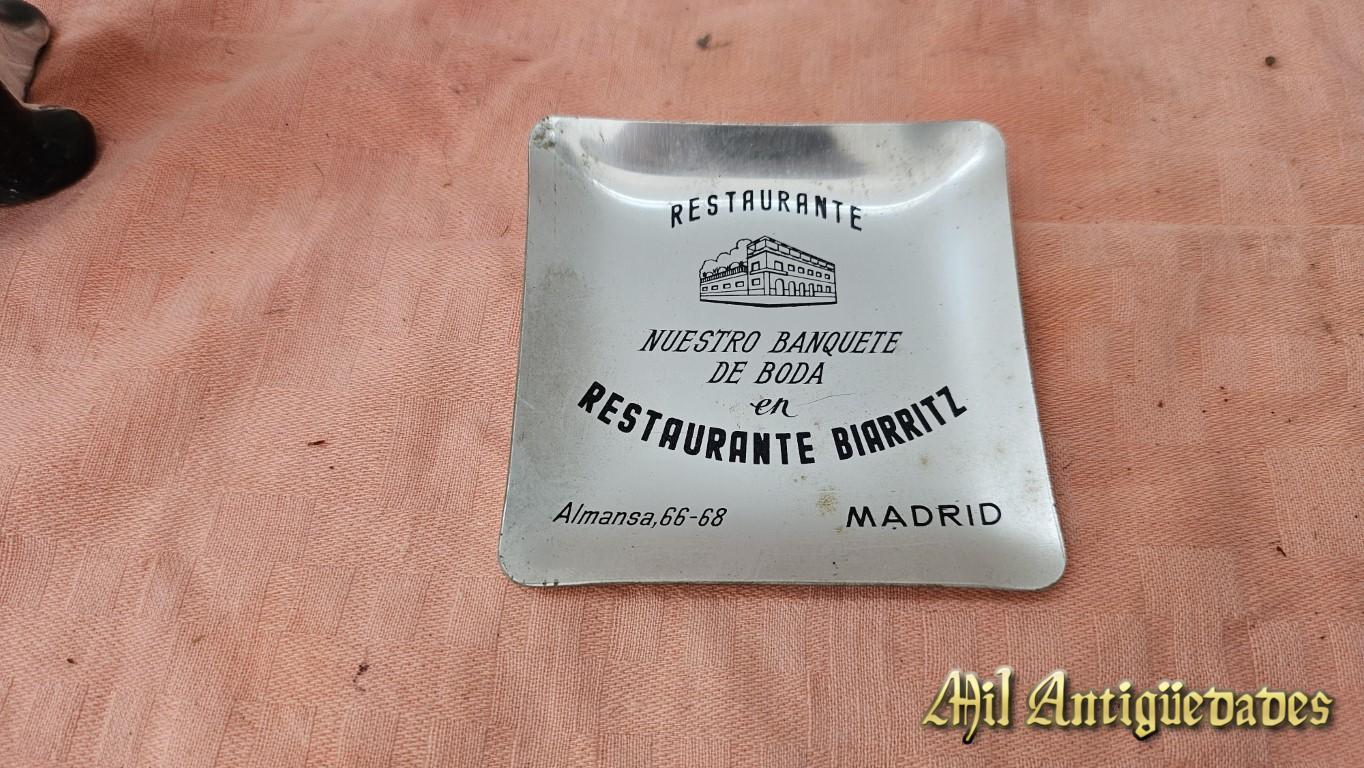 RESTAURANTE
NUESTRO BANQUETE
DE BODA
en
RESTAURANTE BIARRITZ
Almansa, 66-68 MADRID
Mil Antigüedades